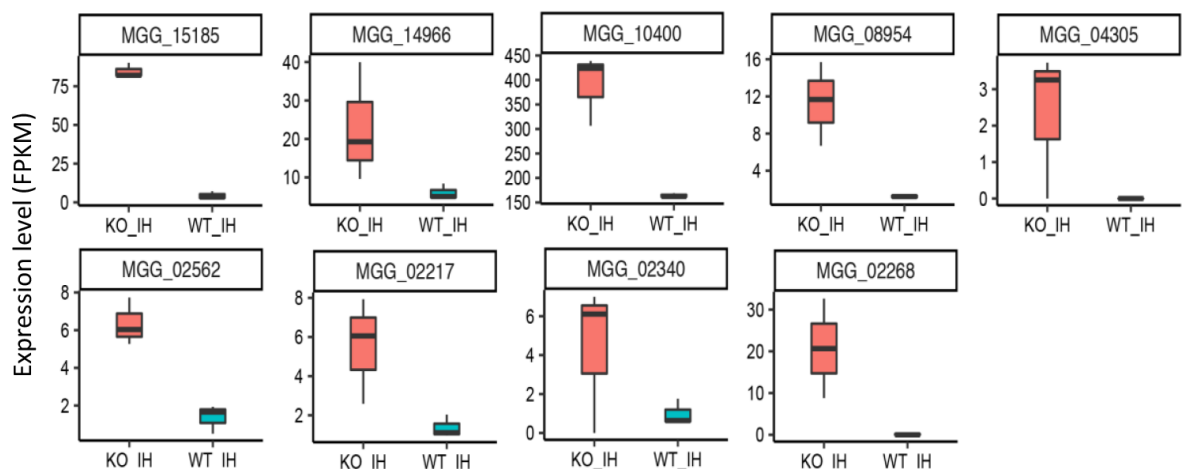 Expression level (FPKM)
MGG_15185 MGG_14966 MGG_10400 MGG_08954 MGG_04305
75 50 25 0
40 30 20 10
450 400 350 300 250 200 150
16 12 8 4
3 2 1 0
KO_IH WT_IH KO_IH WT_IH KO_IH WT_IH KO_IH WT_IH KO_IH WT_IH
MGG_02562 MGG_02217 MGG_02340 MGG_02268
8 6 4 2
8 6 4 2
6 4 2 0
30 20 10 0
KO_IH WT_IH KO_IH WT_IH KO_IH WT_IH KO_IH WT_IH